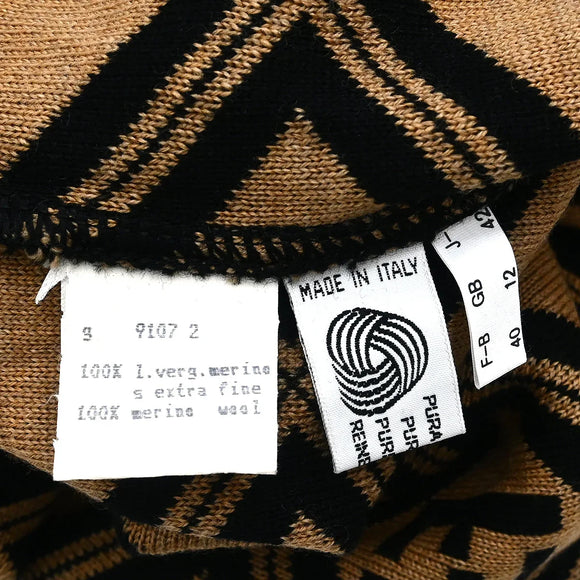 g 9107 2
100% l.verg.merino
s extra fine
100% merino wool
MADE IN ITALY
PURA
PUR
PURE
REINE
J-
42
GB
12
F-B
40